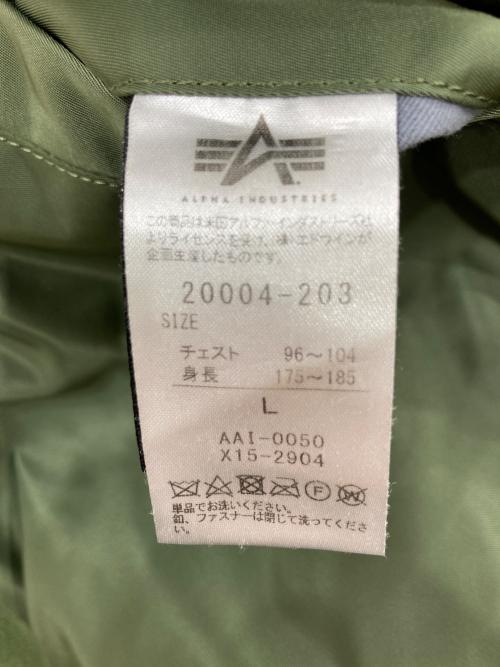 ALPHA INDUSTRIES
この商品は米国アルファインダストリーズ社
よりライセンスを受け、㈱エドウインが
企画生産したものです。
20004-203
SIZE
チェスト 96〜104
身長 175〜185
L
AAI-0050
X15-2904
単品でお洗いください。
釦、ファスナーは閉じて洗ってくださ
い。